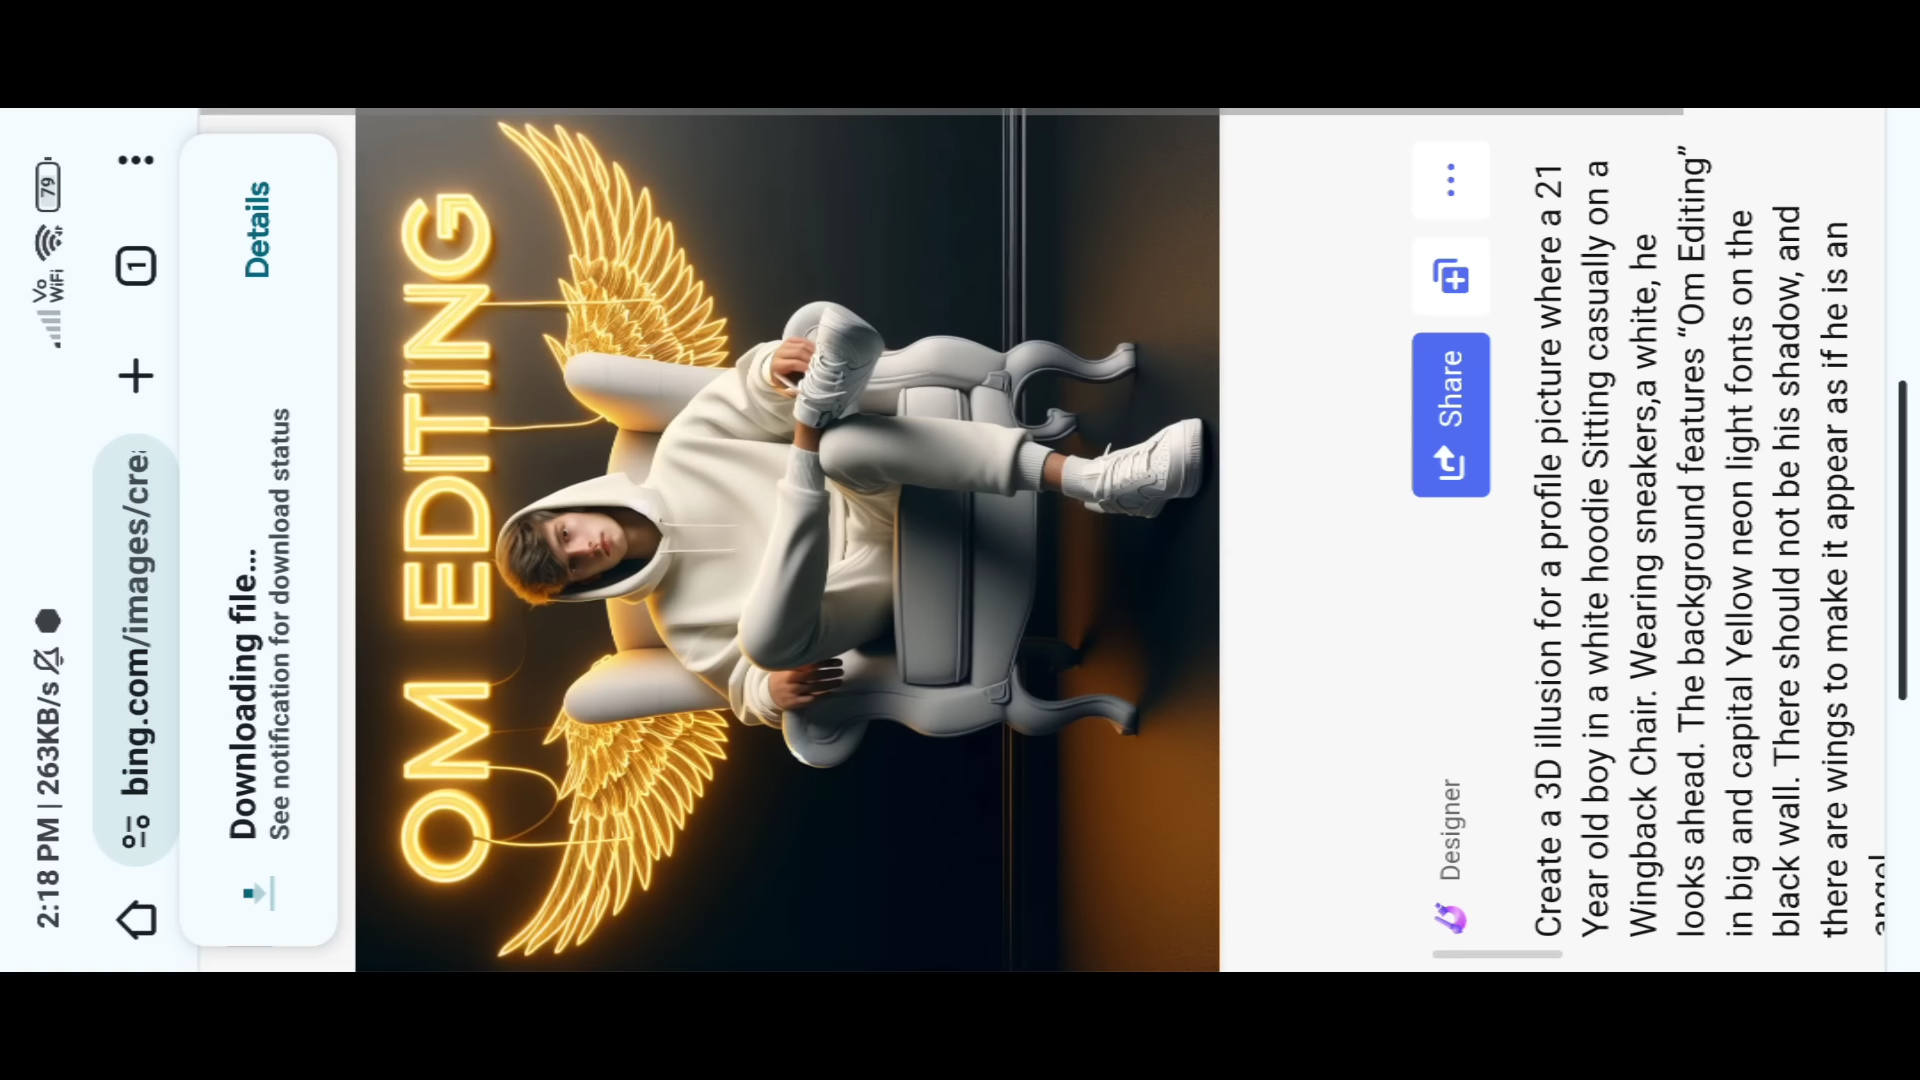 2:18 PM | 263KB/s
Vo
WiFi
79
bing.com/images/cre
1
Downloading file...
See notification for download status
Details
OM EDITING
Designer
Share
Create a 3D illusion for a profile picture where a 21
Year old boy in a white hoodie Sitting casually on a
Wingback Chair. Wearing sneakers,a white, he
looks ahead. The background features “Om Editing”
in big and capital Yellow neon light fonts on the
black wall. There should not be his shadow, and
there are wings to make it appear as if he is an
angel